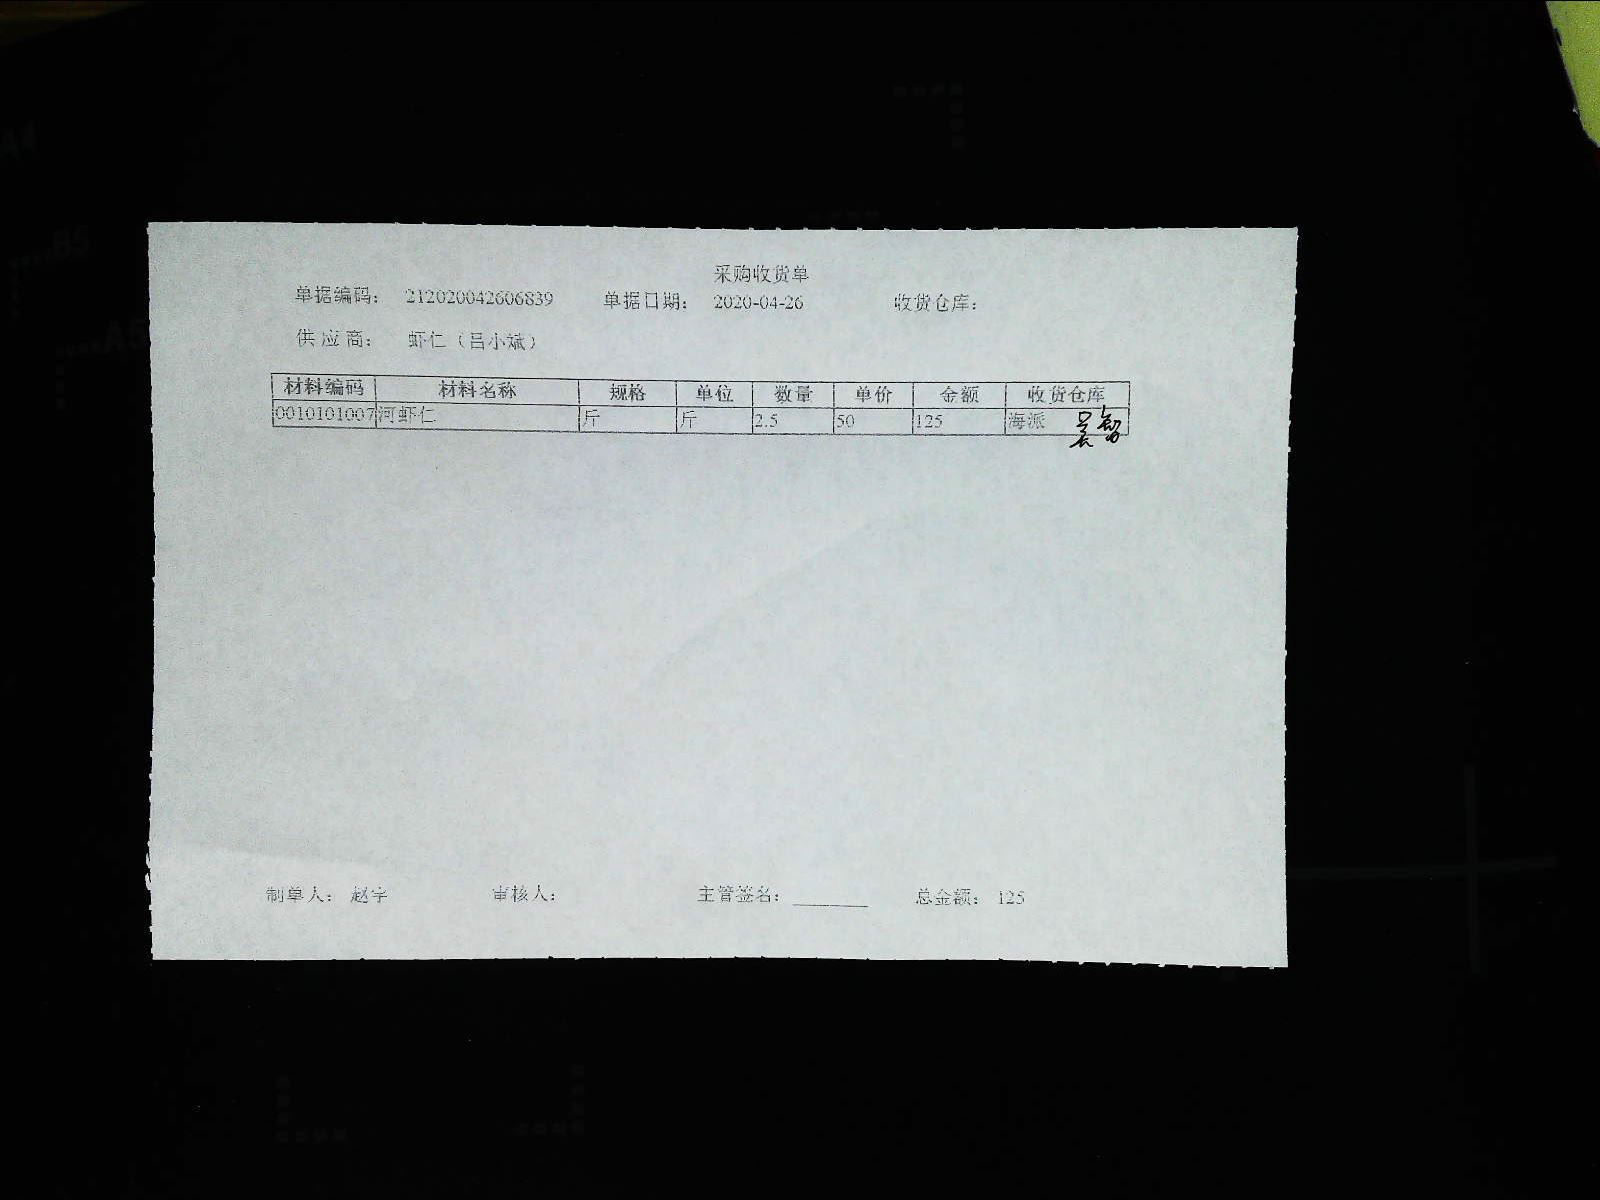 采购收货单
单据编码： 212020042606839 单据日期： 2020-04-26 收货仓库：
供应商： 虾仁（吕小斌）
材料编码 材料名称 规格 单位 数量 单价 金额 收货仓库
0010101007 河虾仁 斤 斤 2.5 50 125 海派
制单人： 赵宇 审核人： 主管签名： ________ 总金额： 125